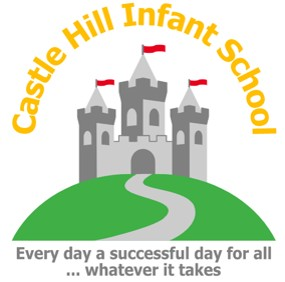 Castle Hill Infant School
Every day a successful day for all
... whatever it takes